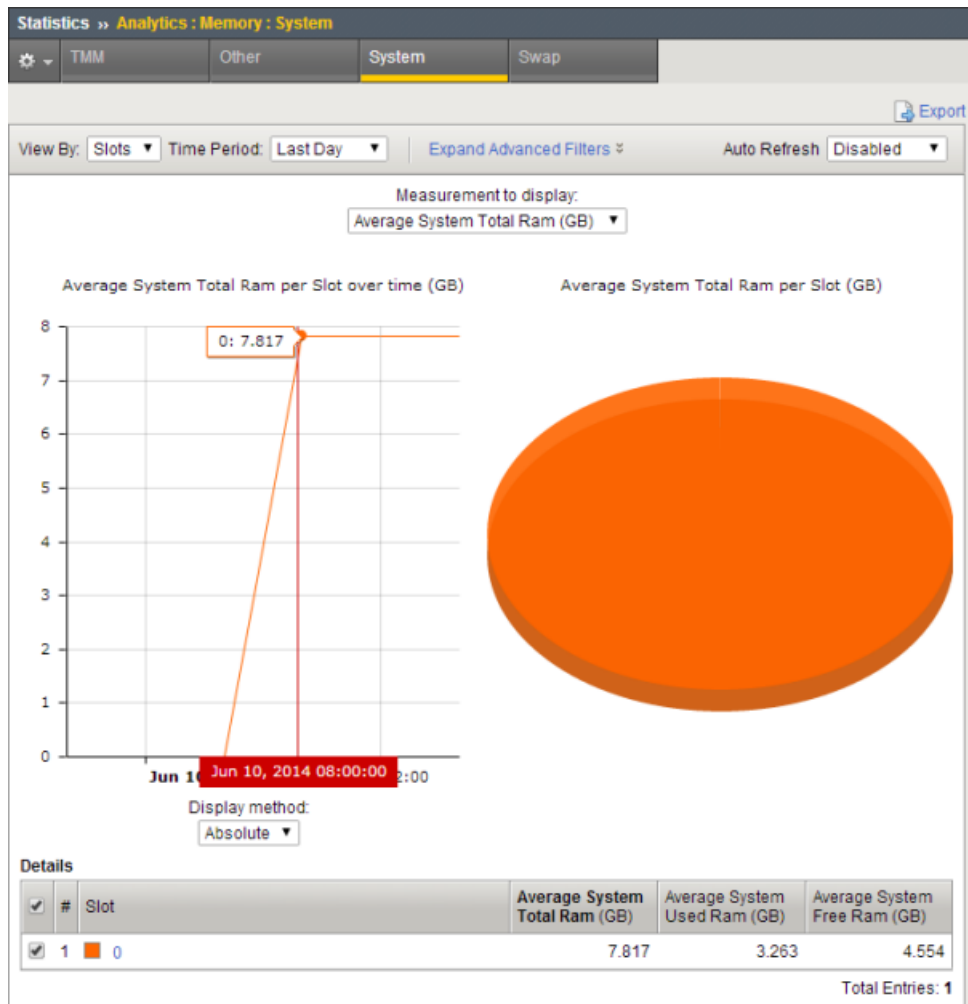 Statistics ›› Analytics : Memory : System
TMM Other System Swap
Export
View By: Slots Time Period: Last Day Expand Advanced Filters Auto Refresh Disabled
Measurement to display:
Average System Total Ram (GB)
Average System Total Ram per Slot over time (GB)
Average System Total Ram per Slot (GB)
8
0: 7.817
7
6
5
4
3
2
1
0
Jun 10, 2014 08:00:00
Jun 1 2:00
Display method:
Absolute
Details
# Slot Average System Total Ram (GB) Average System Used Ram (GB) Average System Free Ram (GB)
1 0 7.817 3.263 4.554
Total Entries: 1